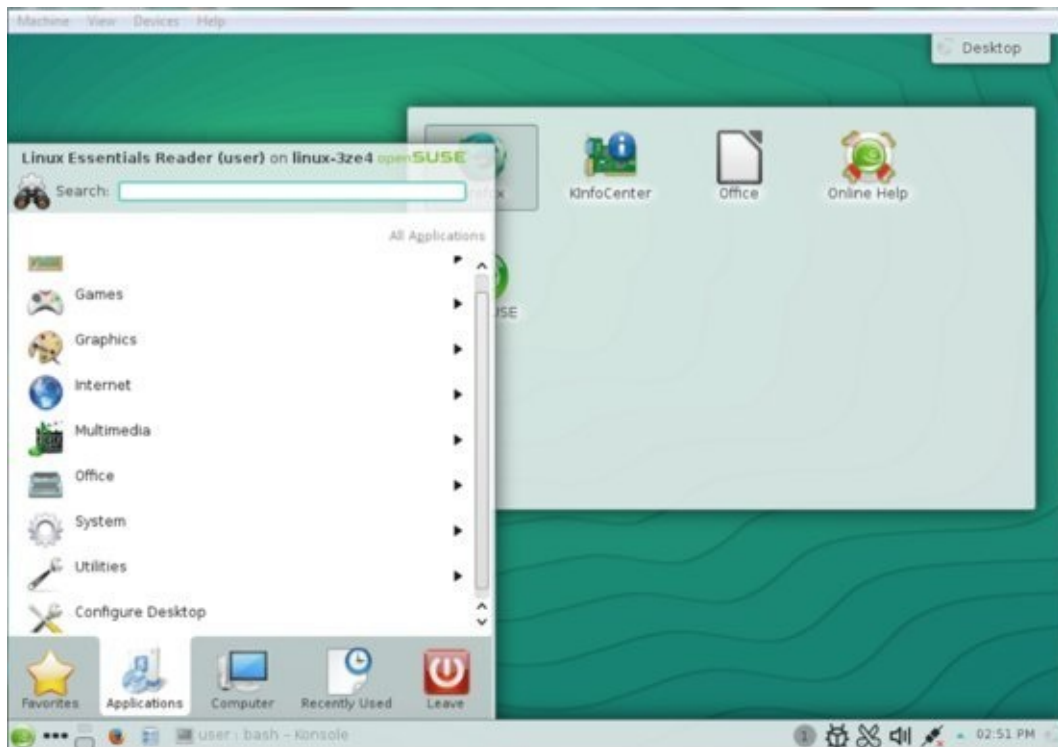 Machine View Devices Help
Desktop
Linux Essentials Reader (user) on linux-3ze4 openSUSE
Search:
KInfoCenter
Office
Online Help
All Applications
Games
Graphics
Internet
Multimedia
Office
System
Utilities
Configure Desktop
Favorites
Applications
Computer
Recently Used
Leave
user : bash – Konsole
1
02:51 PM